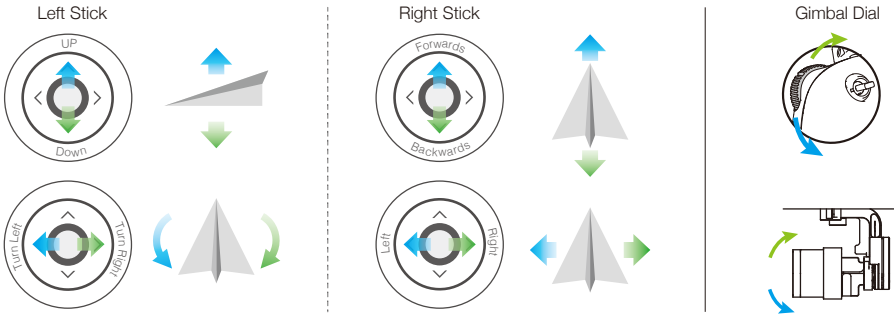 Left Stick
UP
Down
Turn Left
Turn Right
Right Stick
Forwards
Backwards
Left
Right
Gimbal Dial